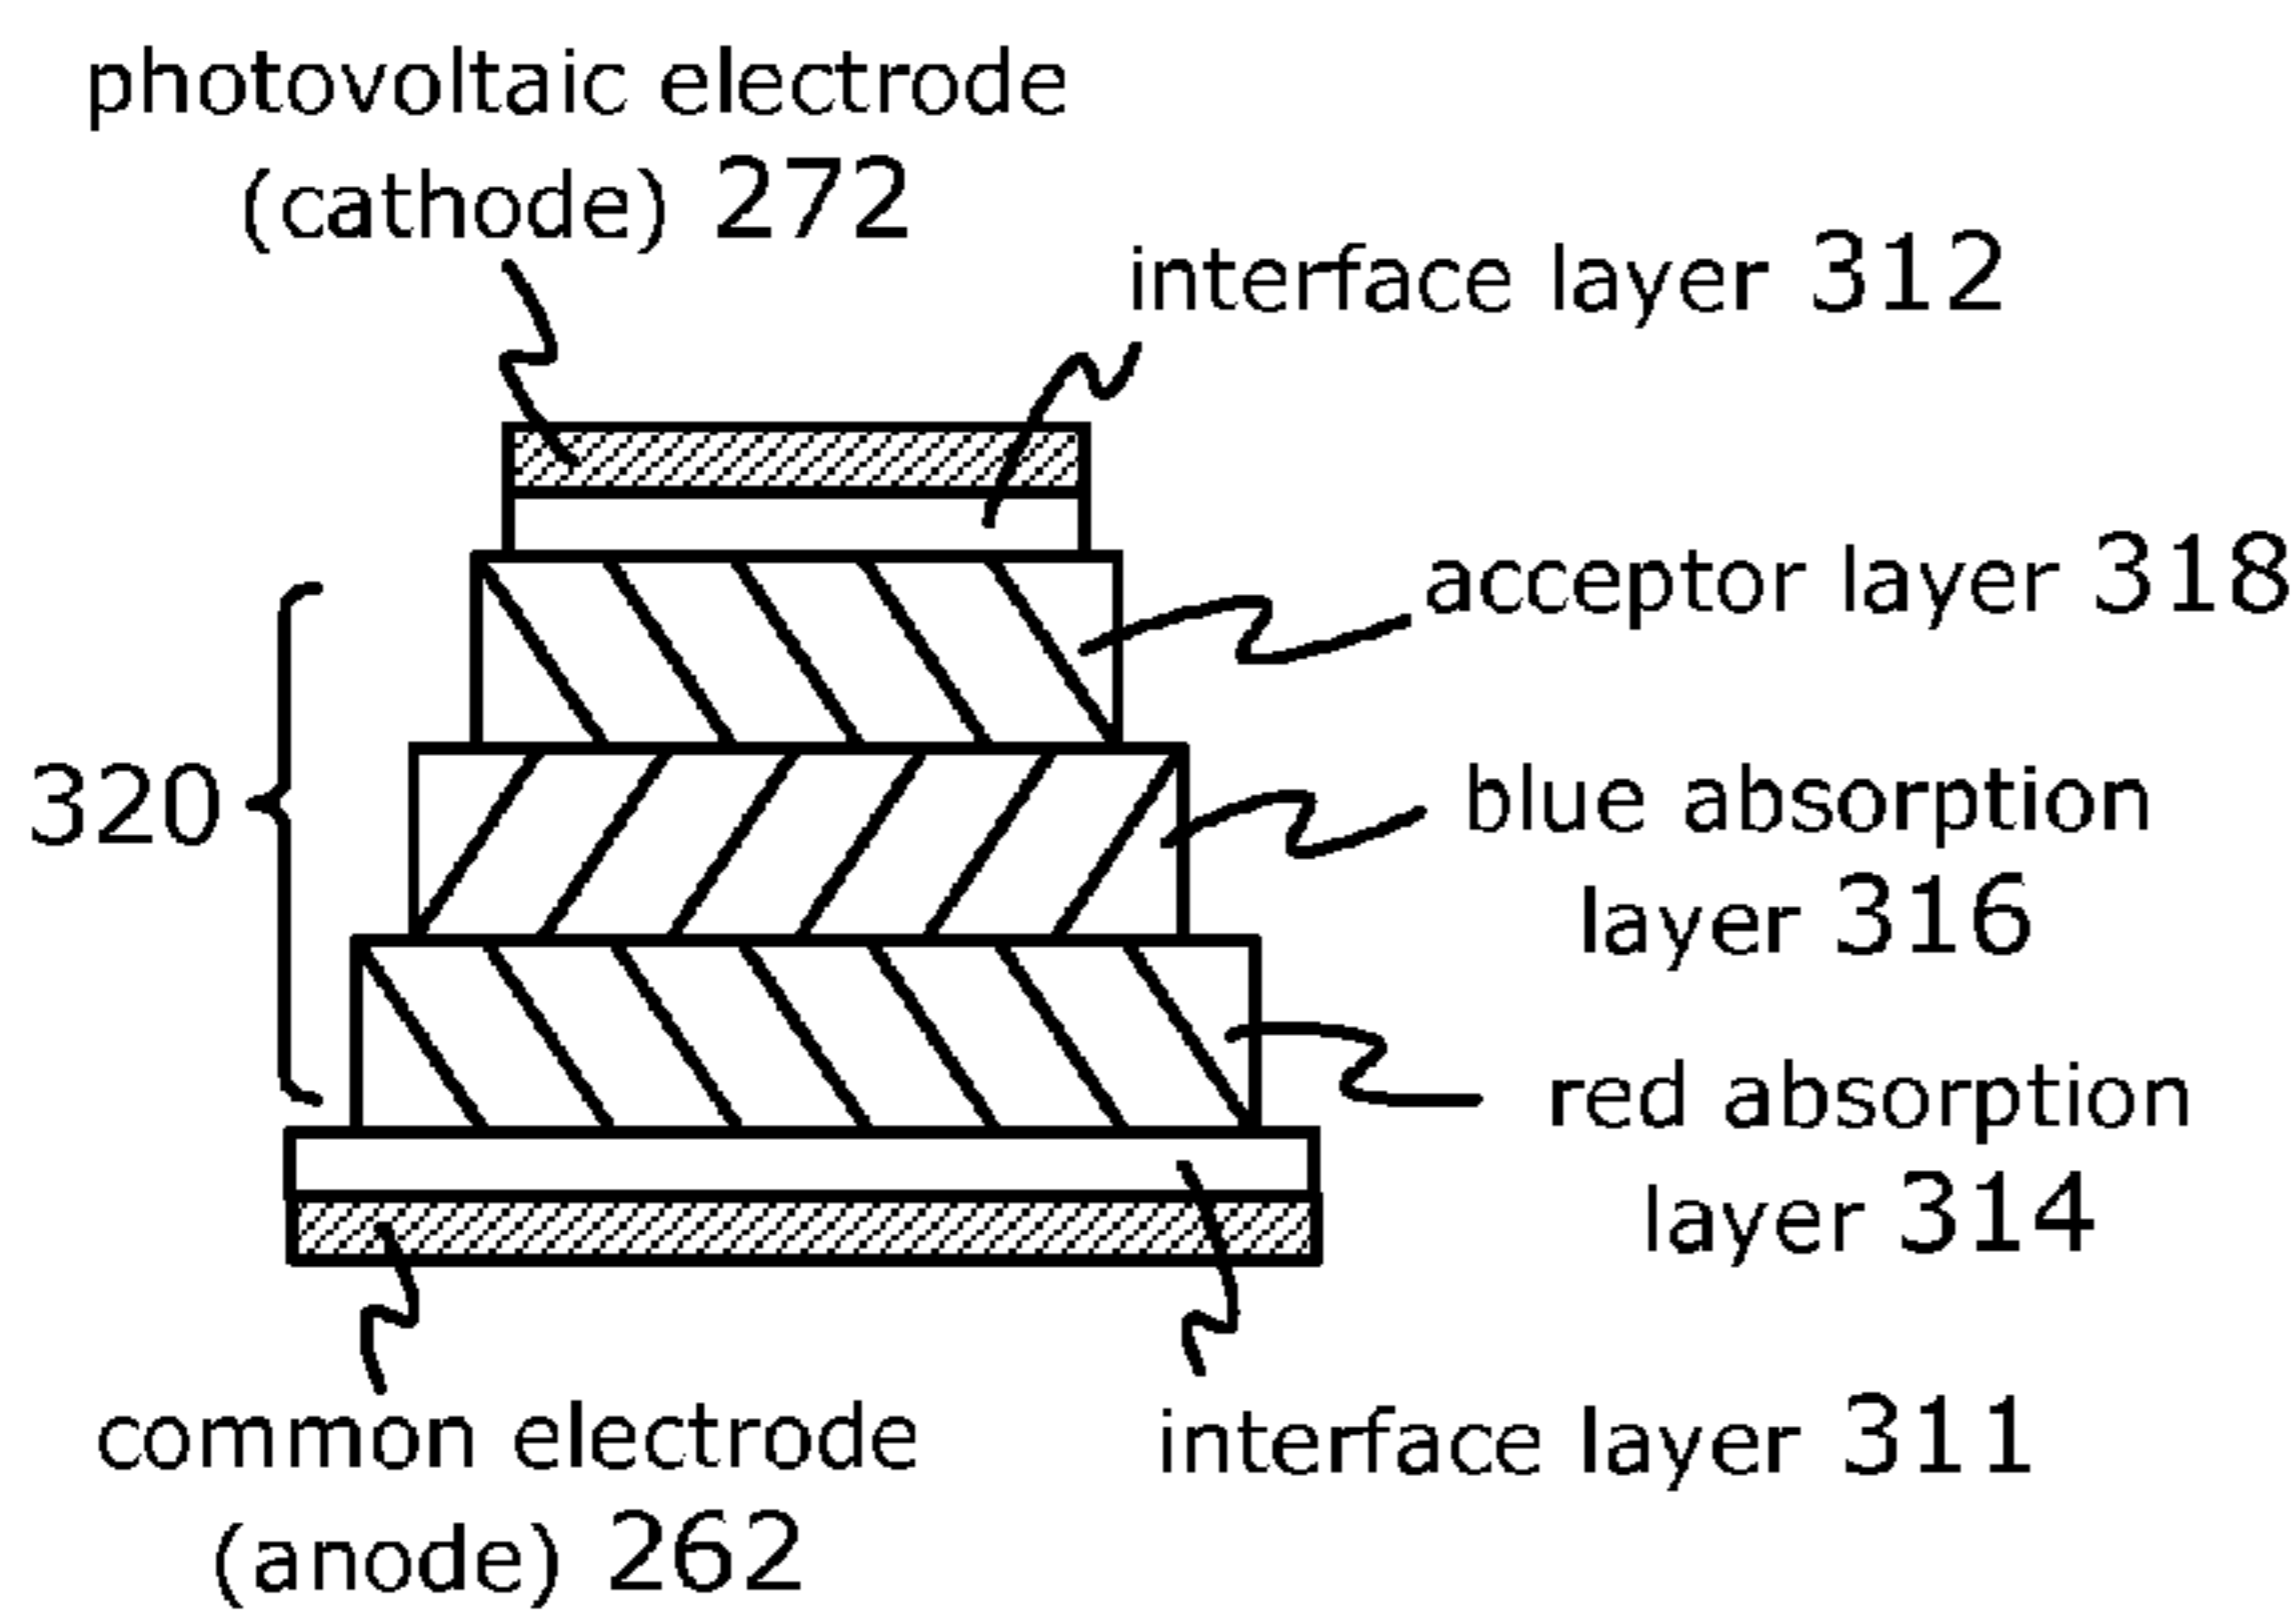 photovoltaic electrode
(cathode) 272
interface layer 312
acceptor layer 318
320
blue absorption
layer 316
red absorption
layer 314
common electrode
(anode) 262
interface layer 311